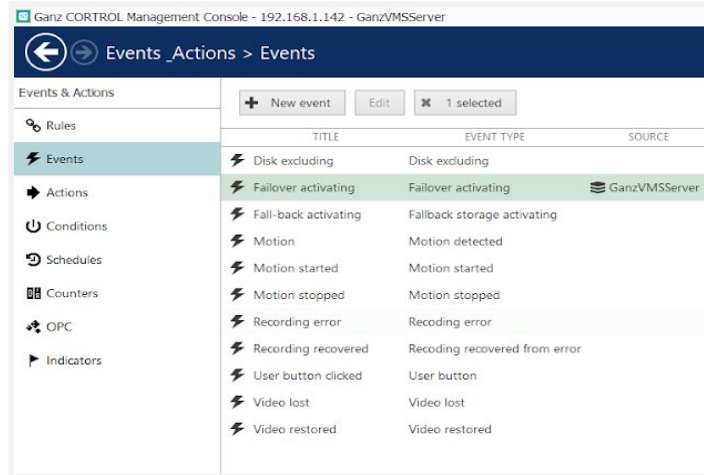 Ganz CORTROL Management Console - 192.168.1.142 - GanzVMSServer
Events _Actions > Events
Events & Actions
Rules
Events
Actions
Conditions
Schedules
Counters
OPC
Indicators
New event Edit 1 selected
TITLE EVENT TYPE SOURCE
Disk excluding Disk excluding
Failover activating Failover activating GanzVMSServer
Fall-back activating Fallback storage activating
Motion Motion detected
Motion started Motion started
Motion stopped Motion stopped
Recording error Recoding error
Recording recovered Recoding recovered from error
User button clicked User button
Video lost Video lost
Video restored Video restored